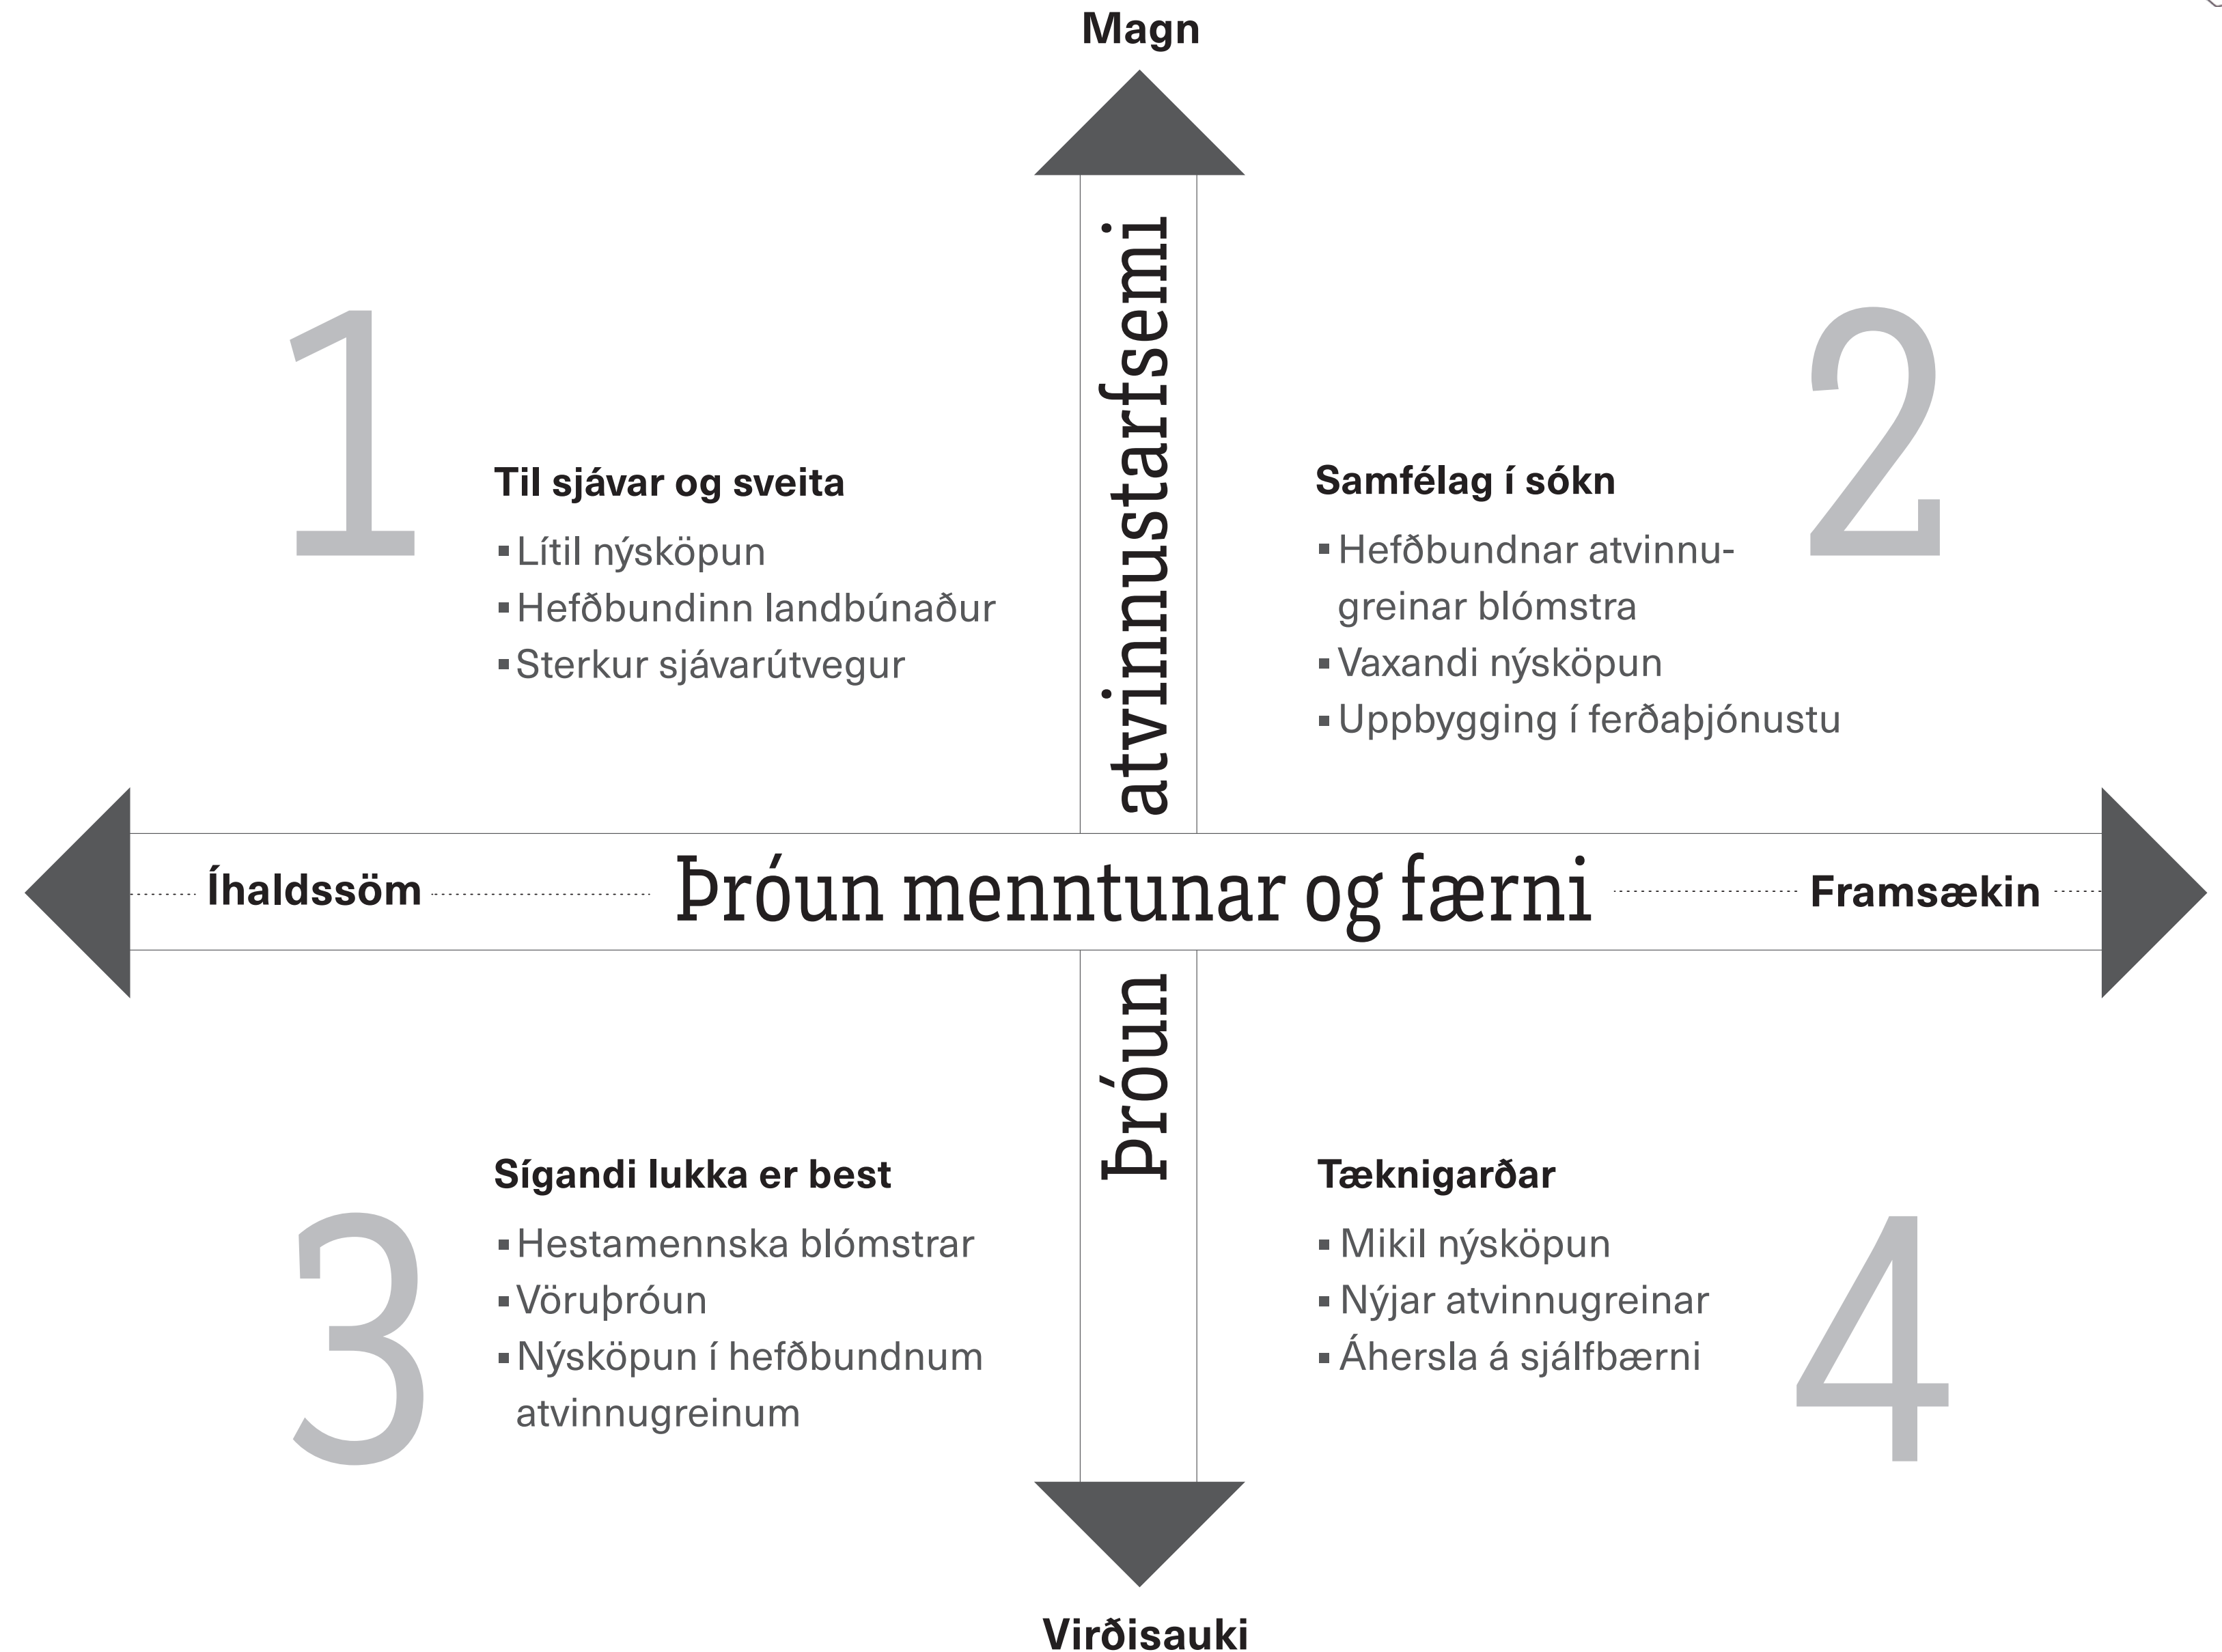 Magn
1
Til sjávar og sveita
▪ Lítil nýsköpun
▪ Hefðbundinn landbúnaður
▪ Sterkur sjávarútvegur
2
Samfélag í sókn
▪ Hefðbundnar atvinnu-
greinar blómstra
▪ Vaxandi nýsköpun
▪ Uppbygging í ferðaþjónustu
Þróun atvinnustarfsemi
Íhaldssöm
Þróun menntunar og færni
Framsækin
3
Sígandi lukka er best
▪ Hestamennska blómstrar
▪ Vöruþróun
▪ Nýsköpun í hefðbundnum
atvinnugreinum
4
Tæknigarðar
▪ Mikil nýsköpun
▪ Nýjar atvinnugreinar
▪ Áhersla á sjálfbærni
Virðisauki